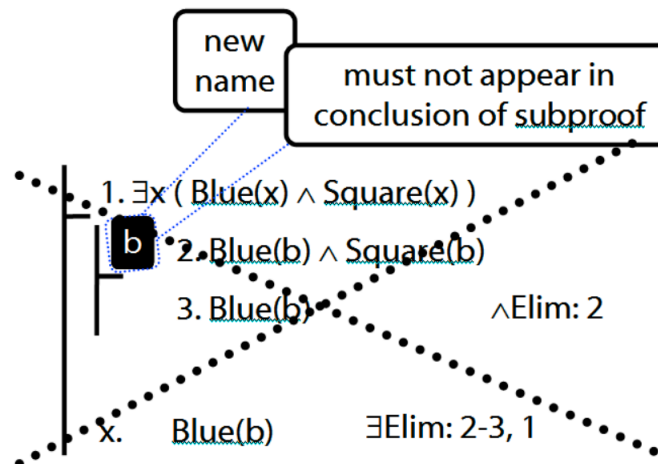 new
name
must not appear in
conclusion of subproof
1. ∃x ( Blue(x) ∧ Square(x) )
b
2. Blue(b) ∧ Square(b)
3. Blue(b) ∧Elim: 2
x. Blue(b) ∃Elim: 2-3, 1